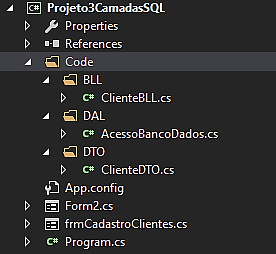 Projeto3CamadasSQL
Properties
References
Code
BLL
ClienteBLL.cs
DAL
AcessoBancoDados.cs
DTO
ClienteDTO.cs
App.config
Form2.cs
frmCadastroClientes.cs
Program.cs